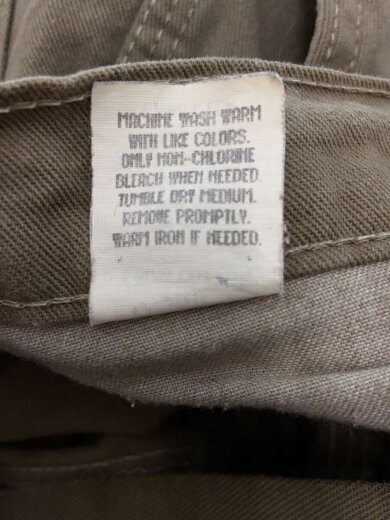 MACHINE WASH WARM
WITH LIKE COLORS.
ONLY NON-CHLORINE
BLEACH WHEN NEEDED.
TUMBLE DRY MEDIUM.
REMOVE PROMPTLY.
WARM IRON IF NEEDED.